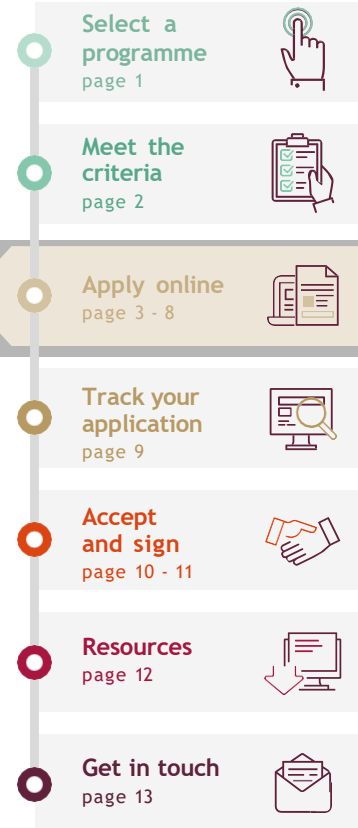 Select a
programme
page 1
Meet the
criteria
page 2
Apply online
page 3 - 8
Track your
application
page 9
Accept
and sign
page 10 - 11
Resources
page 12
Get in touch
page 13